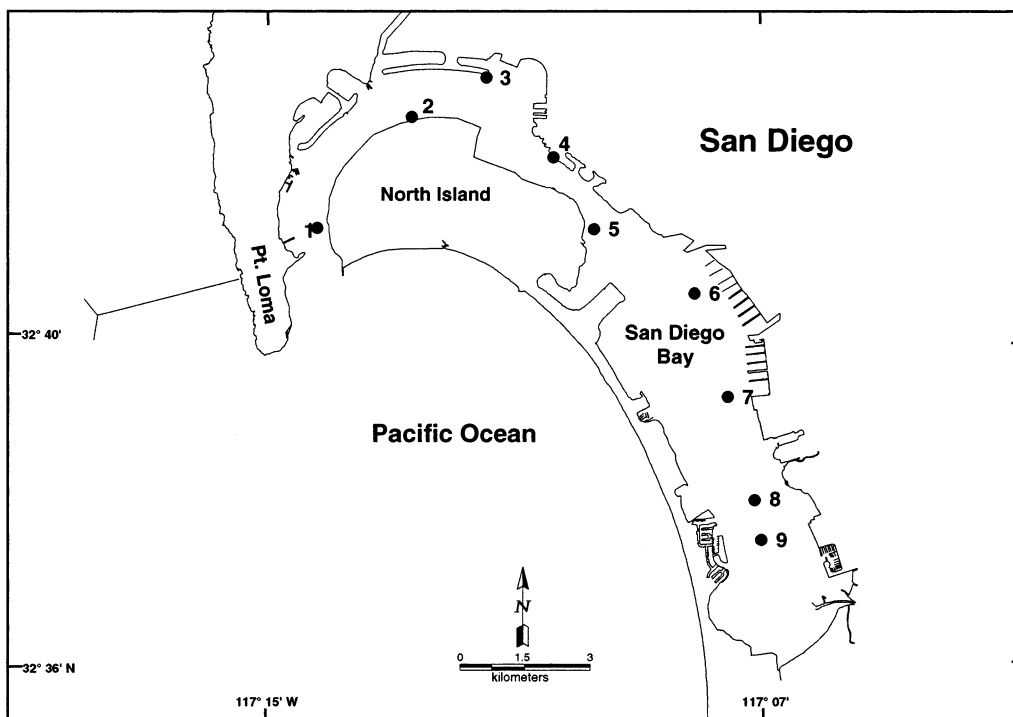 3
2
San Diego
4
North Island
1
5
Pt. Loma
6
32° 40'
San Diego
Bay
7
Pacific Ocean
8
9
N
0 1.5 3
kilometers
32° 36' N
117° 15' W
117° 07'